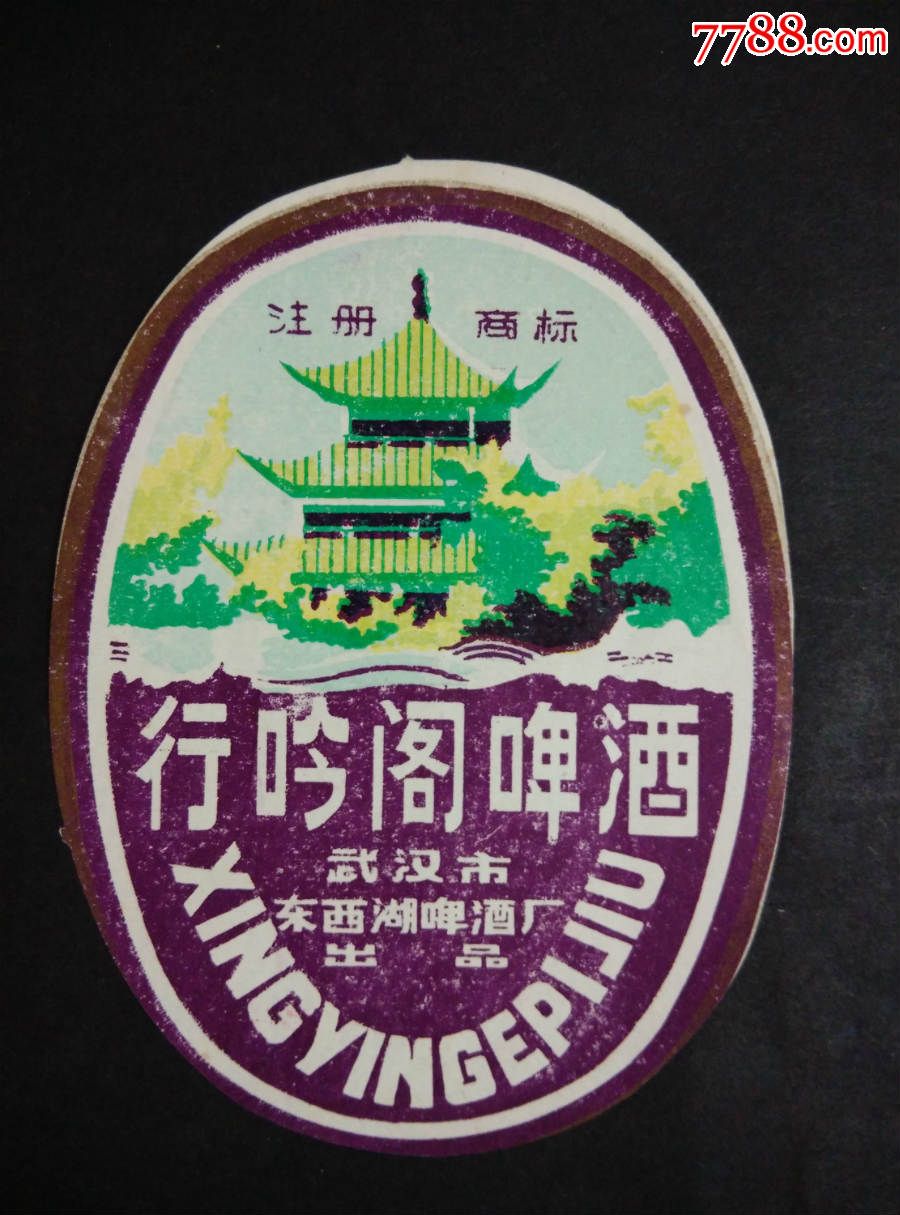 7788.com
注册 商标
行吟阁啤酒
武汉市
东西湖啤酒厂
出品
XINGYINGEPIJIU